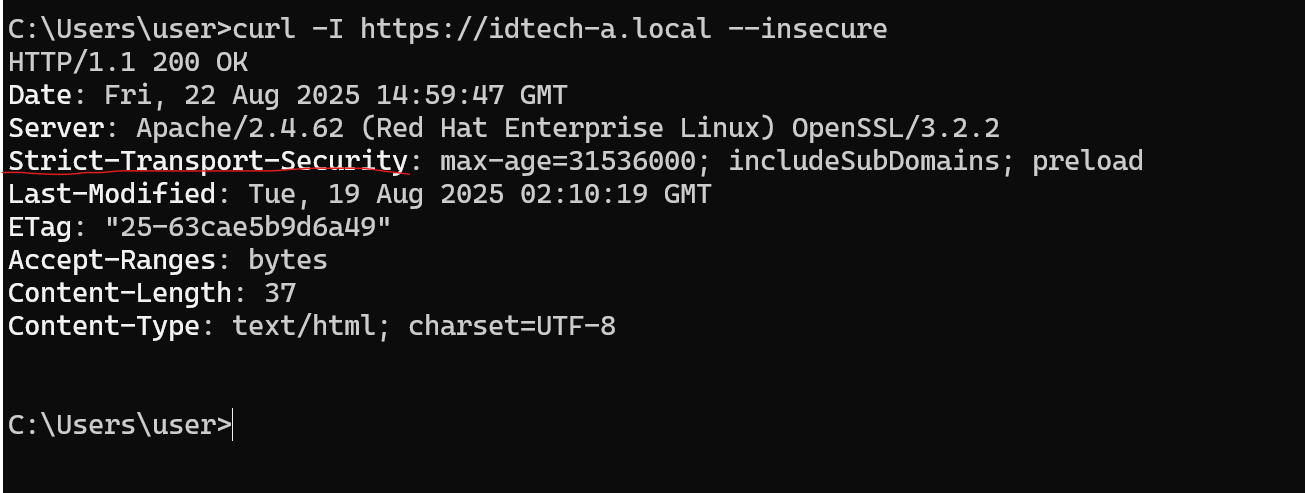 C:\Users\user>curl -I https://idtech-a.local --insecure
HTTP/1.1 200 OK
Date: Fri, 22 Aug 2025 14:59:47 GMT
Server: Apache/2.4.62 (Red Hat Enterprise Linux) OpenSSL/3.2.2
Strict-Transport-Security: max-age=31536000; includeSubDomains; preload
Last-Modified: Tue, 19 Aug 2025 02:10:19 GMT
ETag: "25-63cae5b9d6a49"
Accept-Ranges: bytes
Content-Length: 37
Content-Type: text/html; charset=UTF-8
C:\Users\user>